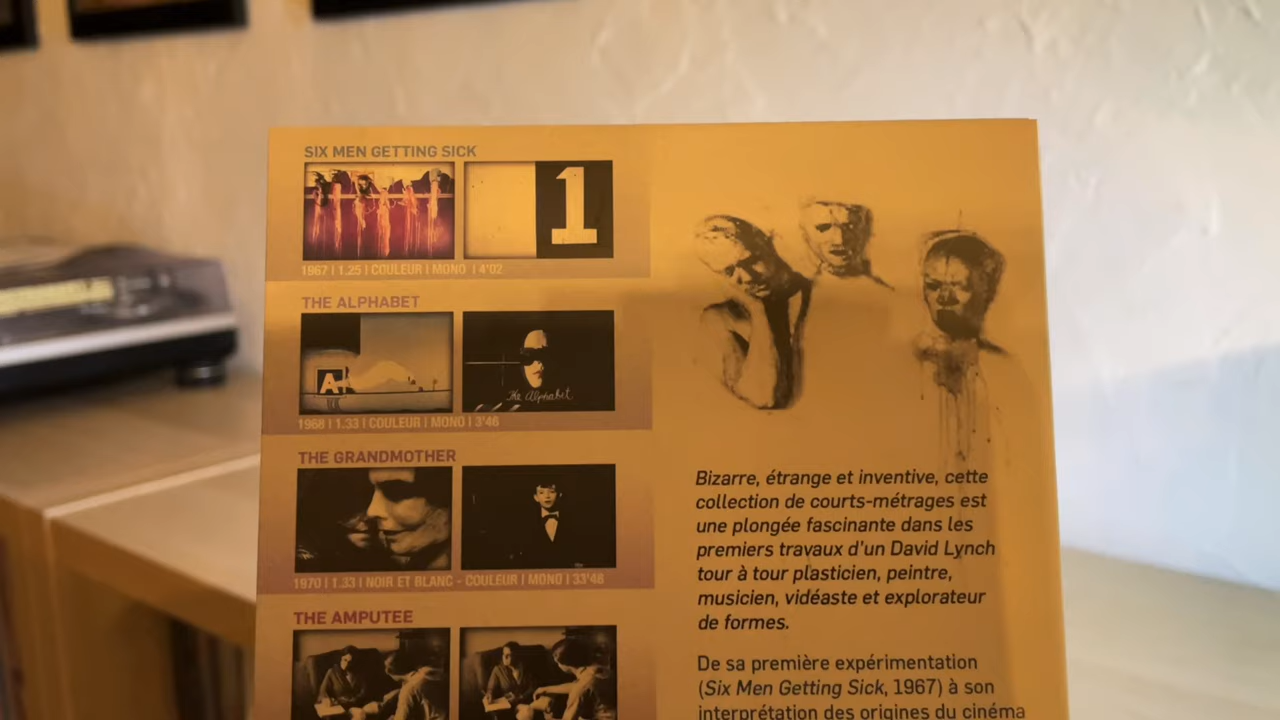 SIX MEN GETTING SICK
1
1967 | 1.25 | COULEUR | MONO | 4'02
THE ALPHABET
A
The Alphabet
1968 | 1.33 | COULEUR | MONO | 3'46
THE GRANDMOTHER
1970 | 1.33 | NOIR ET BLANC - COULEUR | MONO | 33'48
THE AMPUTEE
Bizarre, étrange et inventive, cette
collection de courts-métrages est
une plongée fascinante dans les
premiers travaux d'un David Lynch
tour à tour plasticien, peintre,
musicien, vidéaste et explorateur
de formes.
De sa première expérimentation
(Six Men Getting Sick, 1967) à son
interprétation des origines du cinéma